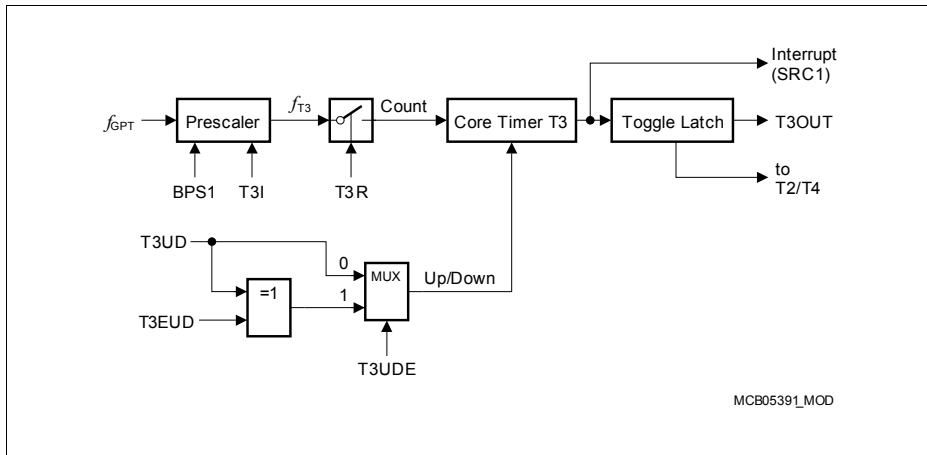 Interrupt
(SRC1)
fGPT
Prescaler
fT3
Count
Core Timer T3
Toggle Latch
T3OUT
BPS1
T3I
T3R
to
T2/T4
T3UD
0
MUX
Up/Down
=1
1
T3EUD
T3UDE
MCB05391_MOD